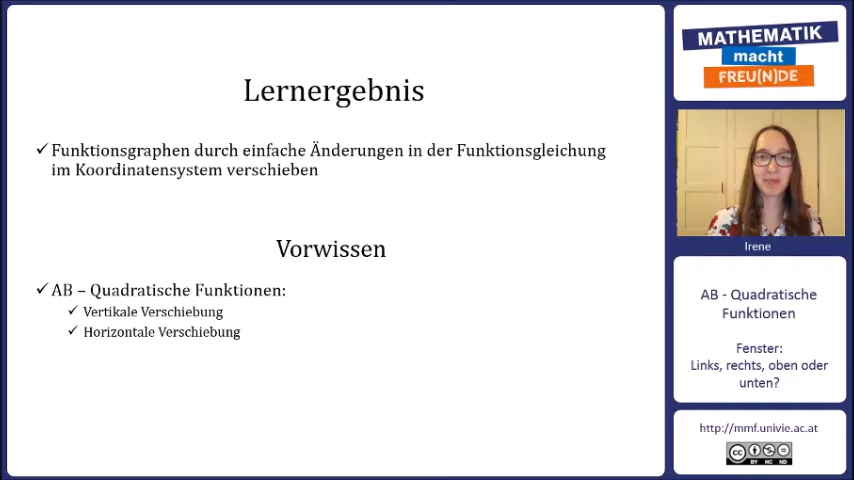 Lernergebnis
Funktionsgraphen durch einfache Änderungen in der Funktionsgleichung
im Koordinatensystem verschieben
Vorwissen
AB – Quadratische Funktionen:
Vertikale Verschiebung
Horizontale Verschiebung
MATHEMATIK
macht
FREU(N)DE
Irene
AB - Quadratische
Funktionen
Fenster:
Links, rechts, oben oder
unten?
http://mmf.univie.ac.at
cc
BY NC ND